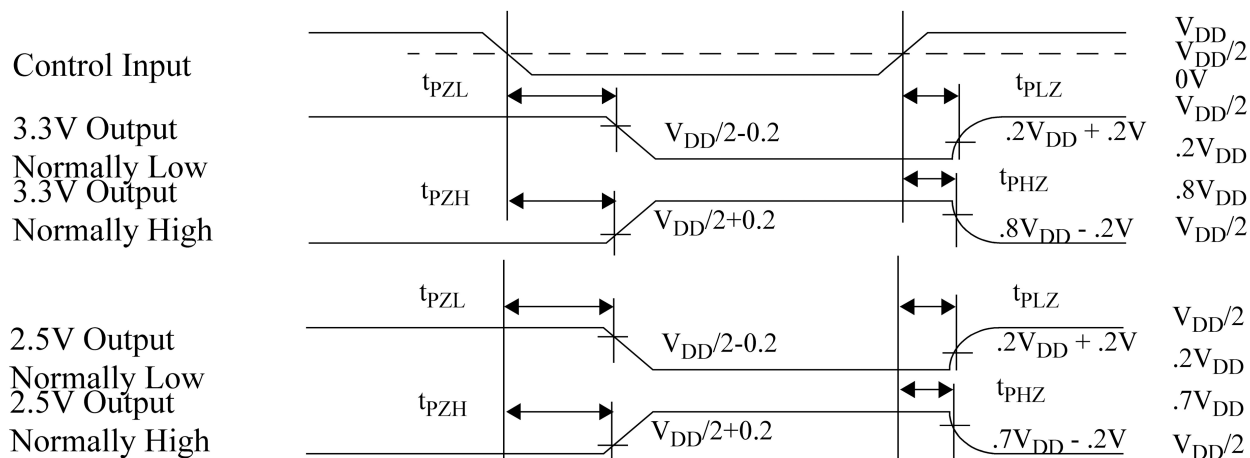 V_DD
Control Input
V_DD/2
0V
t_PZL
t_PLZ
V_DD/2
3.3V Output
Normally Low
V_DD/2-0.2
.2V_DD + .2V
.2V_DD
3.3V Output
Normally High
t_PZH
t_PHZ
.8V_DD
V_DD/2+0.2
.8V_DD - .2V
V_DD/2
t_PZL
t_PLZ
V_DD/2
2.5V Output
Normally Low
V_DD/2-0.2
.2V_DD + .2V
.2V_DD
2.5V Output
Normally High
t_PZH
t_PHZ
.7V_DD
V_DD/2+0.2
.7V_DD - .2V
V_DD/2